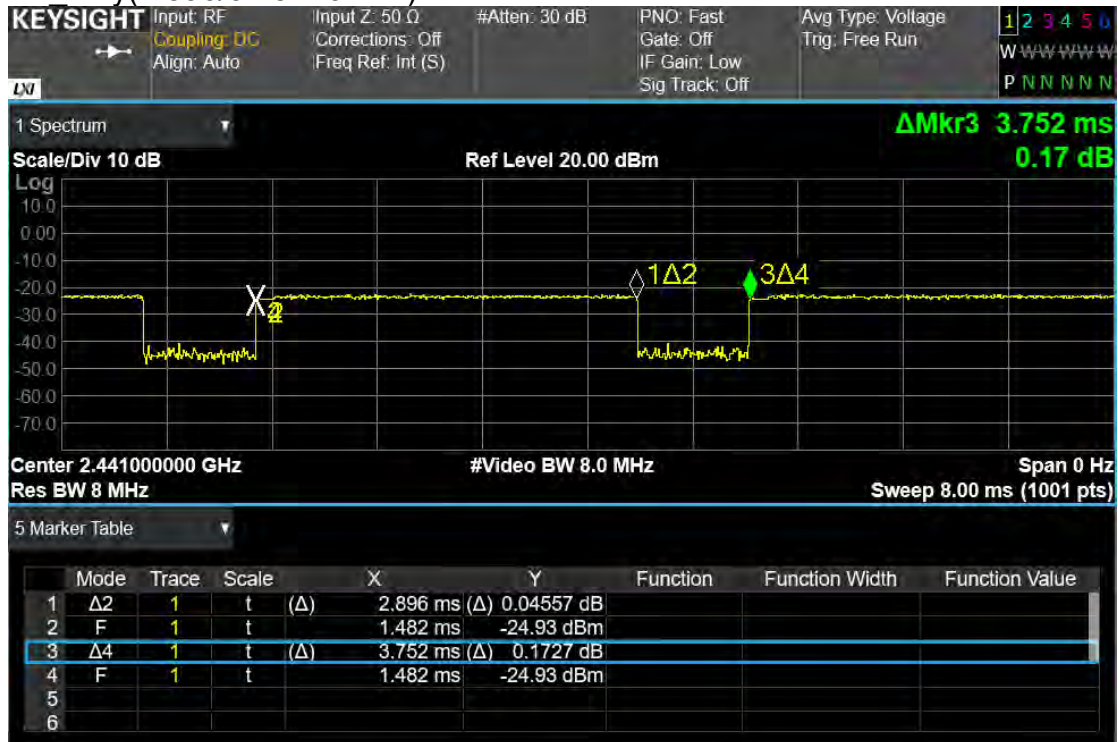 KEYSIGHT Input: RF Input Z: 50 Ω #Atten: 30 dB PNO: Fast Avg Type: Voltage 1 2 3 4 5 6
Coupling: DC Corrections: Off Gate: Off Trig: Free Run
Align: Auto Freq Ref: Int (S) IF Gain: Low W W W W W W
LXI Sig Track: Off P N N N N N
1 Spectrum ΔMkr3 3.752 ms
Scale/Div 10 dB Ref Level 20.00 dBm 0.17 dB
Log
10.0
0.00
-10.0
1Δ2 3Δ4
-20.0
-30.0
-40.0
-50.0
-60.0
-70.0
Center 2.441000000 GHz #Video BW 8.0 MHz Span 0 Hz
Res BW 8 MHz Sweep 8.00 ms (1001 pts)
5 Marker Table
Mode Trace Scale X Y Function Function Width Function Value
1 Δ2 1 t (Δ) 2.896 ms (Δ) 0.04557 dB
2 F 1 t 1.482 ms -24.93 dBm
3 Δ4 1 t (Δ) 3.752 ms (Δ) 0.1727 dB
4 F 1 t 1.482 ms -24.93 dBm
5
6